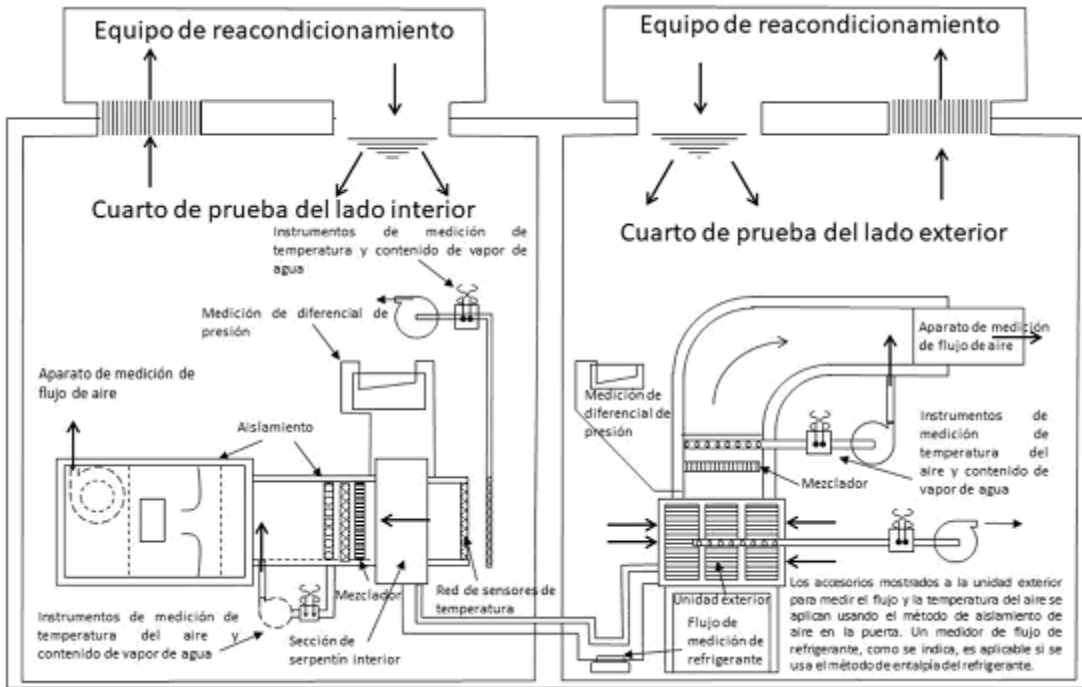 Equipo de reacondicionamiento
Equipo de reacondicionamiento
Cuarto de prueba del lado interior
Instrumentos de medición de
temperatura y contenido de vapor de
agua
Medición de diferencial de
presión
Aparato de medición de
flujo de aire
Aislamiento
Mezclador
Red de sensores de
temperatura
Instrumentos de medición de
temperatura del aire y
contenido de vapor de agua
Sección de
serpentín interior
Cuarto de prueba del lado exterior
Aparato de medición
de flujo de aire
Medición de
diferencial de
presión
Instrumentos de
medición de
temperatura del
aire y contenido de
vapor de agua
Mezclador
Unidad exterior
Flujo de
medición de
refrigerante
Los accesorios mostrados a la unidad exterior
para medir el flujo y la temperatura del aire se
aplican usando el método de aislamiento de
aire en la puerta. Un medidor de flujo de
refrigerante, como se indica, es aplicable si se
usa el método de entalpía del refrigerante.